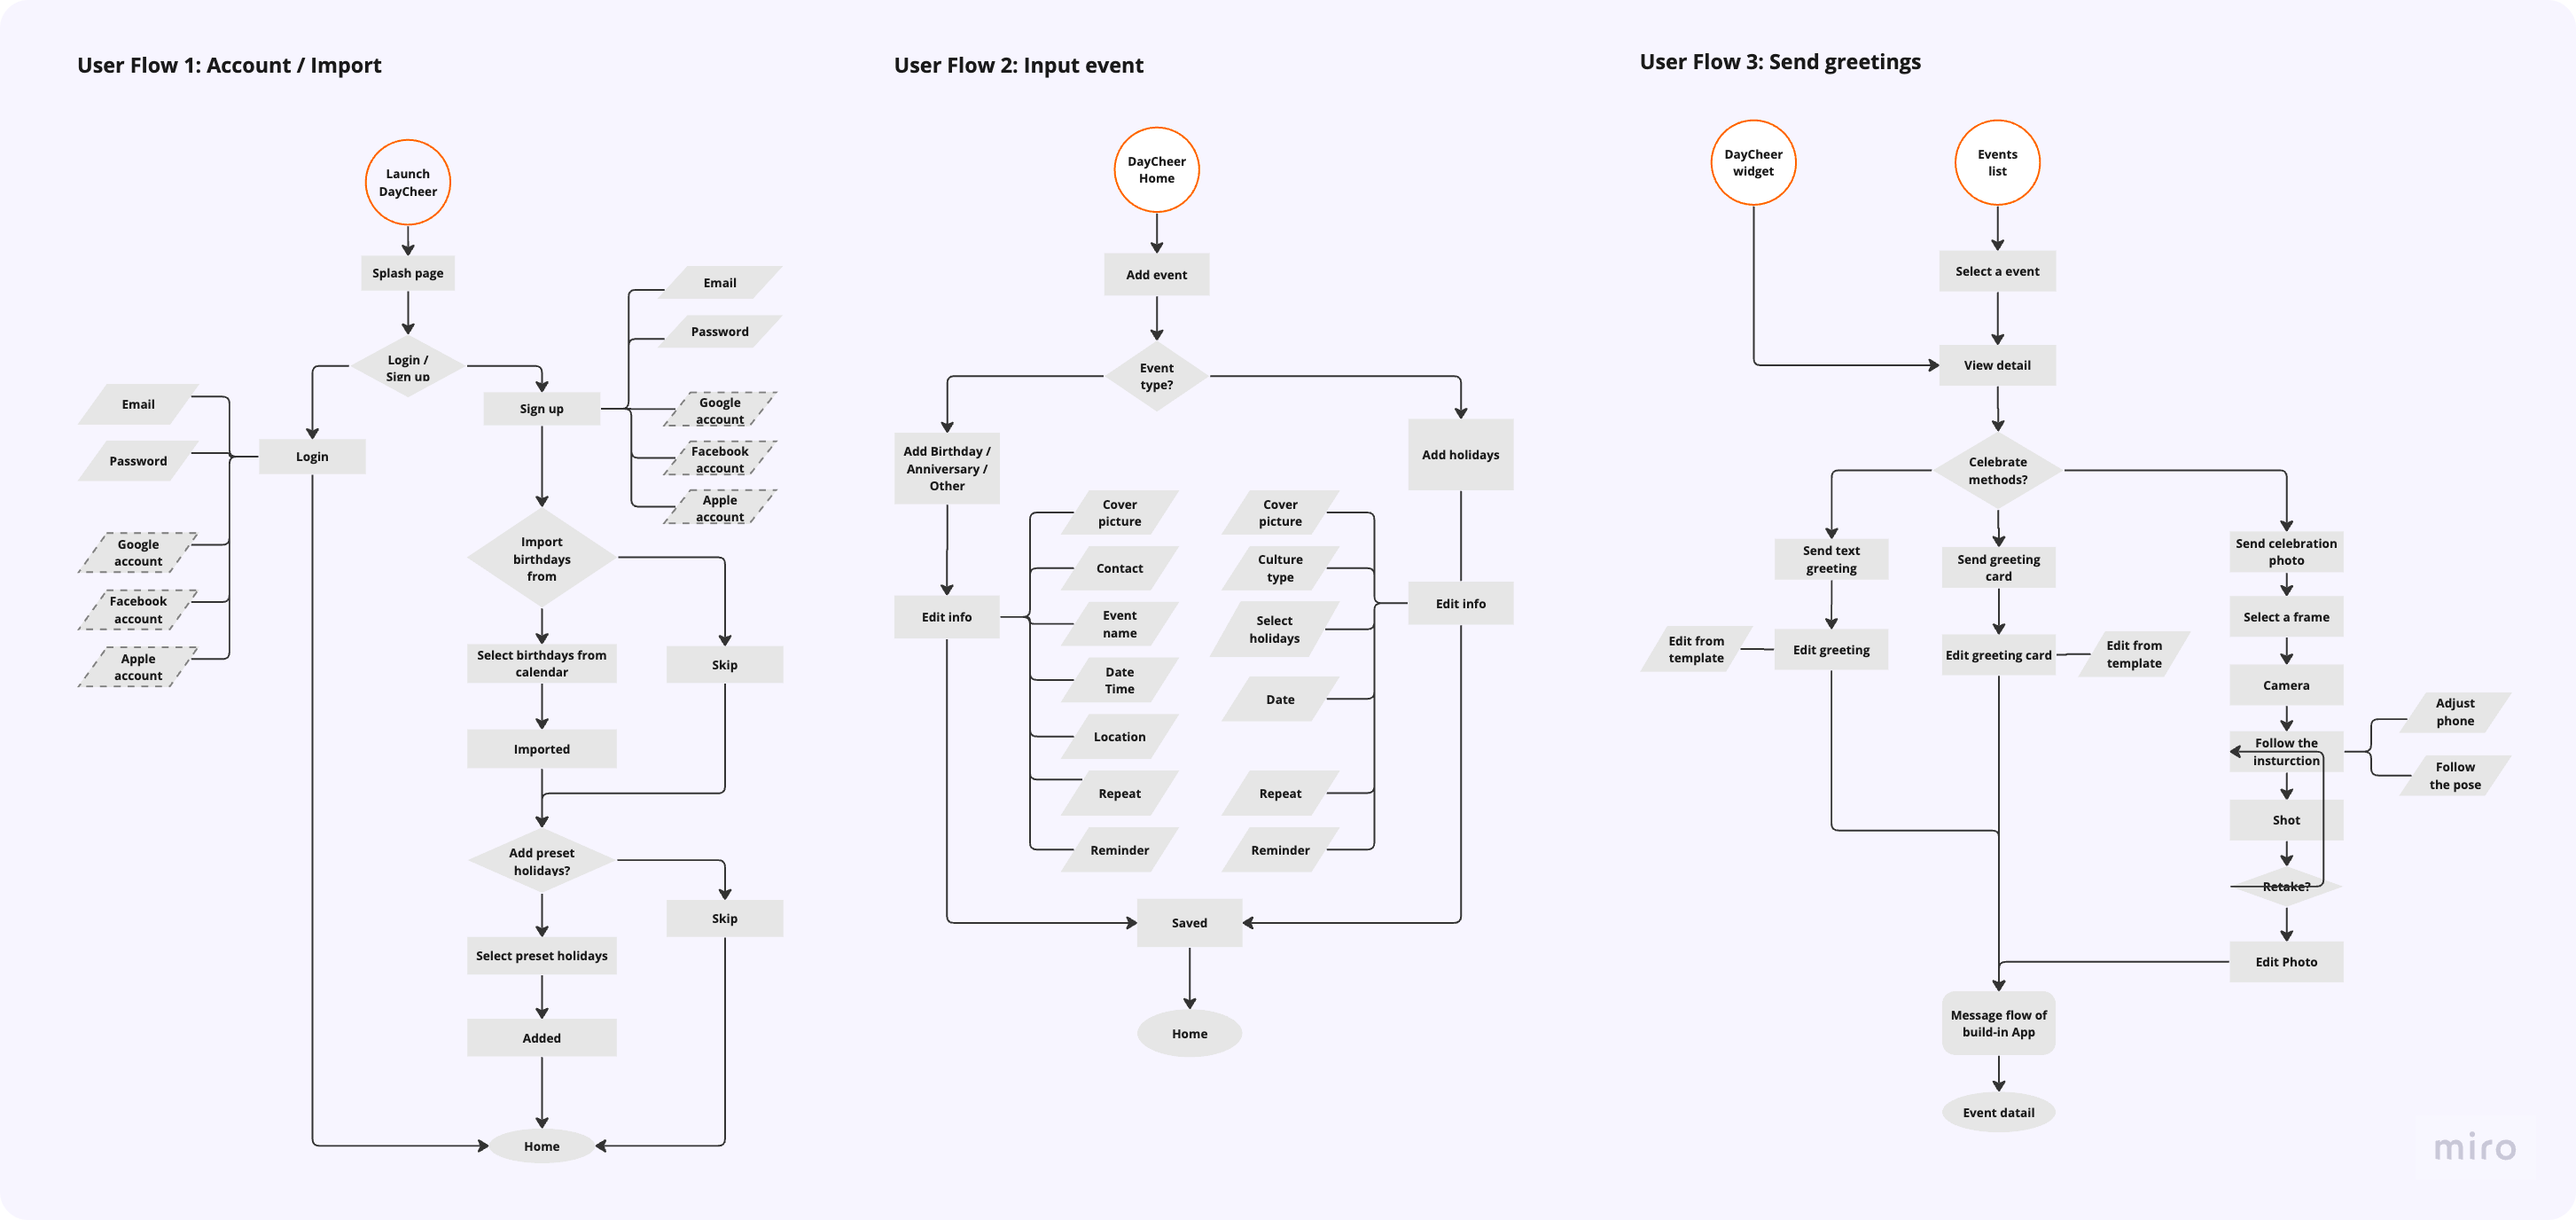 User Flow 1: Account / Import
Launch
DayCheer
Splash page
Login /
Sign up
Email
Password
Google
account
Facebook
account
Apple
account
Login
Sign up
Email
Password
Google
account
Facebook
account
Apple
account
Import
birthdays
from
Select birthdays from
calendar
Skip
Imported
Add preset
holidays?
Skip
Select preset holidays
Added
Home
User Flow 2: Input event
DayCheer
Home
Add event
Event
type?
Add Birthday /
Anniversary /
Other
Edit info
Cover
picture
Contact
Event
name
Date
Time
Location
Repeat
Reminder
Add holidays
Edit info
Cover
picture
Culture
type
Select
holidays
Date
Repeat
Reminder
Saved
Home
User Flow 3: Send greetings
DayCheer
widget
Events
list
Select a event
View detail
Celebrate
methods?
Send text
greeting
Edit greeting
Edit from
template
Send greeting
card
Edit greeting card
Edit from
template
Send celebration
photo
Select a frame
Camera
Follow the
insturction
Adjust
phone
Follow
the pose
Shot
Retake?
Edit Photo
Message flow of
build-in App
Event datail
miro